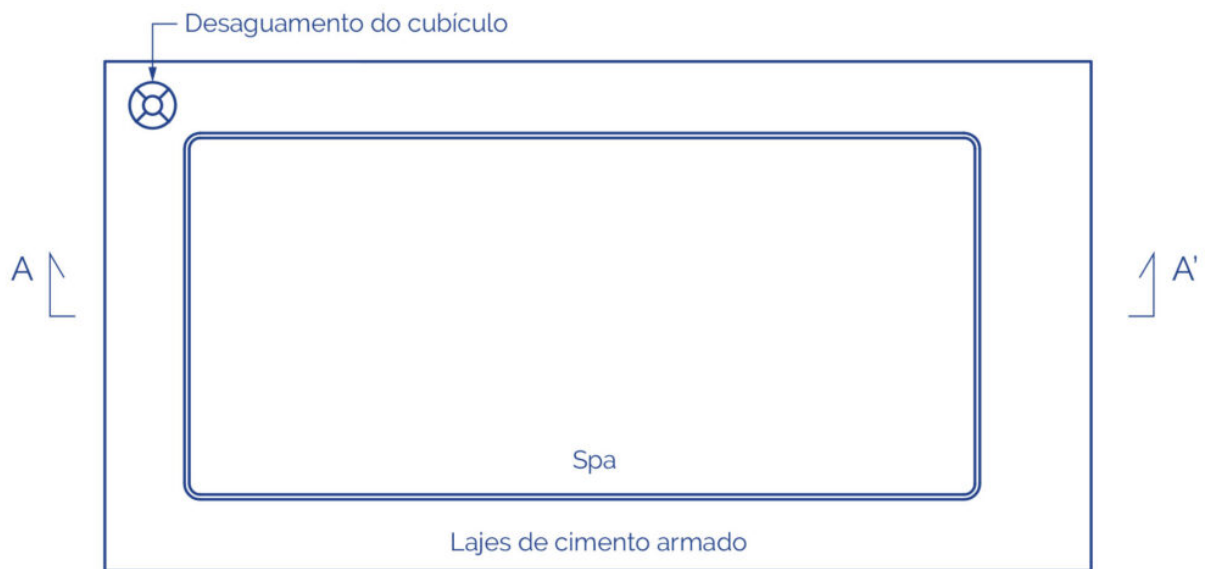 Desaguamento do cubículo
A
A'
Spa
Lajes de cimento armado